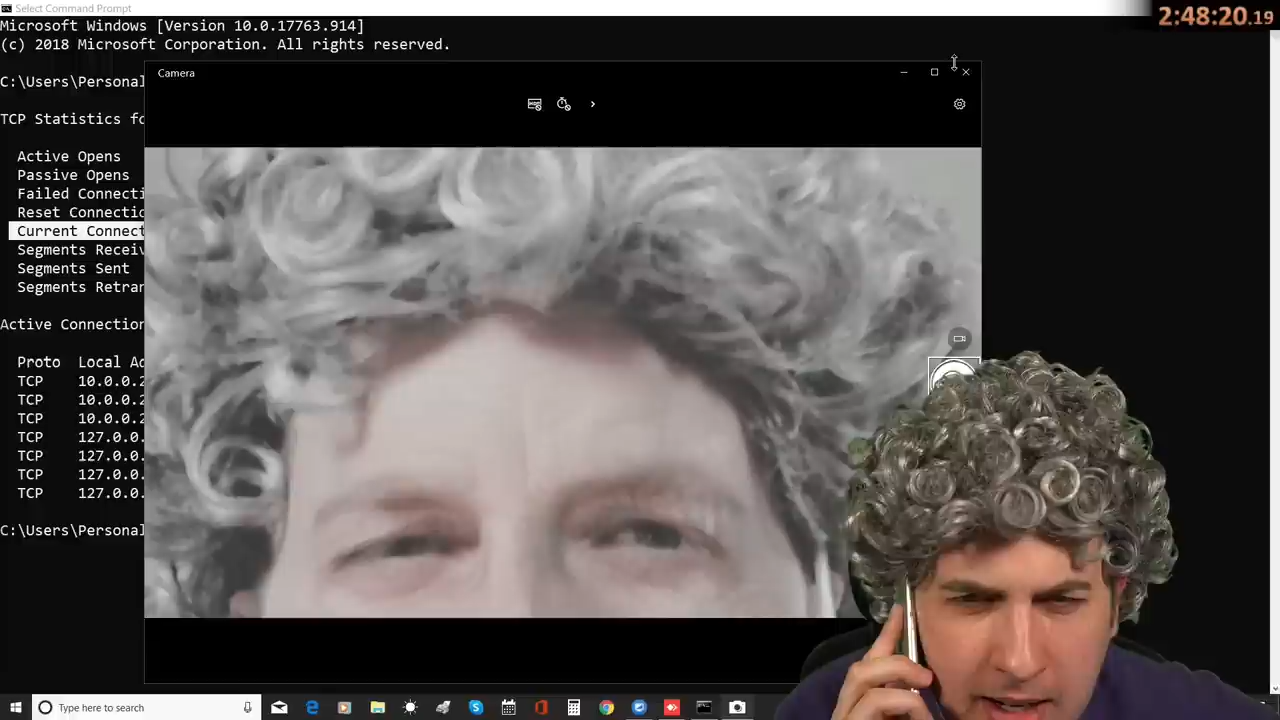 Select Command Prompt
2:48:20.19
Microsoft Windows [Version 10.0.17763.914]
(c) 2018 Microsoft Corporation. All rights reserved.
C:\Users\Personal
Camera
TCP Statistics fo
Active Opens
Passive Opens
Failed Connecti
Reset Connectio
Current Connect
Segments Receiv
Segments Sent
Segments Retran
Active Connection
Proto Local Ad
TCP 10.0.0.2
TCP 10.0.0.2
TCP 10.0.0.2
TCP 127.0.0.
TCP 127.0.0.
TCP 127.0.0.
TCP 127.0.0.
C:\Users\Personal
Type here to search